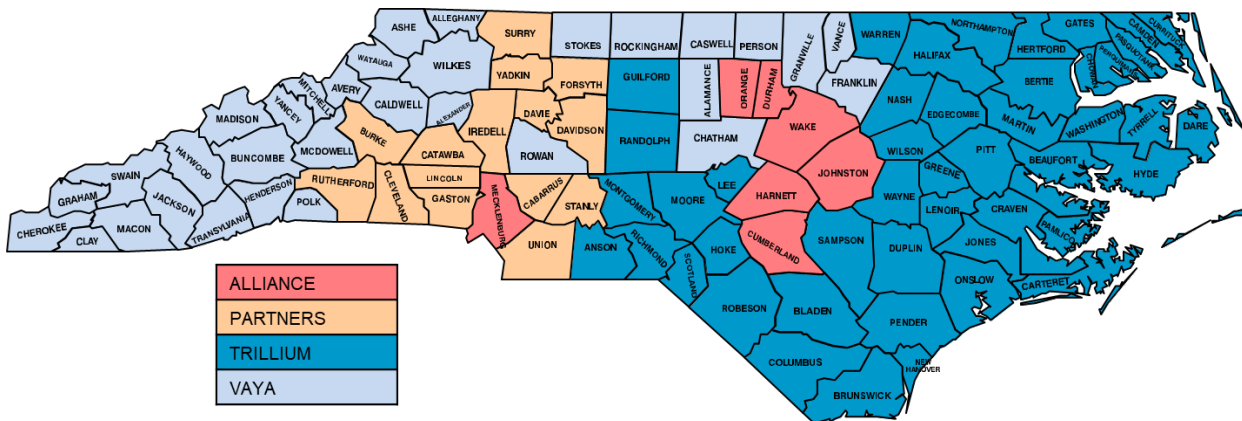 ASHE
ALLEGHANY
SURRY
STOKES
ROCKINGHAM
CASWELL
PERSON
GRANVILLE
VANCE
WARREN
NORTHAMPTON
GATES
CURRITUCK
CAMDEN
PASQUOTANK
PERQUIMANS
CHOWAN
HERTFORD
HALIFAX
WATAUGA
WILKES
YADKIN
FORSYTH
GUILFORD
ALAMANCE
ORANGE
DURHAM
FRANKLIN
BERTIE
MITCHELL
AVERY
YANCEY
CALDWELL
ALEXANDER
IREDELL
DAVIE
DAVIDSON
NASH
EDGECOMBE
MARTIN
WASHINGTON
TYRRELL
DARE
MADISON
BURKE
CATAWBA
ROWAN
RANDOLPH
CHATHAM
WAKE
WILSON
PITT
BEAUFORT
HYDE
HAYWOOD
BUNCOMBE
MCDOWELL
SWAIN
RUTHERFORD
CLEVELAND
LINCOLN
GASTON
MECKLENBURG
CABARRUS
STANLY
MONTGOMERY
MOORE
LEE
HARNETT
JOHNSTON
GREENE
WAYNE
LENOIR
CRAVEN
PAMLICO
GRAHAM
JACKSON
HENDERSON
TRANSYLVANIA
POLK
CHEROKEE
CLAY
MACON
UNION
ANSON
RICHMOND
SCOTLAND
HOKE
CUMBERLAND
SAMPSON
DUPLIN
JONES
ONSLOW
CARTERET
ROBESON
BLADEN
PENDER
COLUMBUS
NEW
HANOVER
BRUNSWICK
ALLIANCE
PARTNERS
TRILLIUM
VAYA